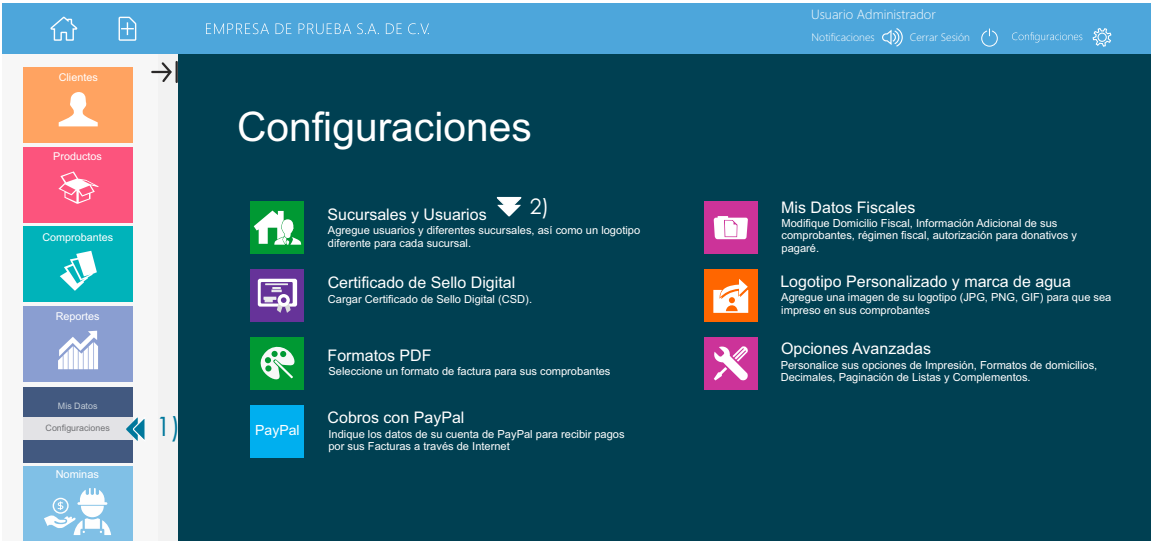 EMPRESA DE PRUEBA S.A. DE C.V.
Usuario Administrador
Notificaciones Cerrar Sesión Configuraciones
Clientes
Productos
Comprobantes
Reportes
Mis Datos
Configuraciones 1)
Nominas
Configuraciones
Sucursales y Usuarios 2)
Agregue usuarios y diferentes sucursales, así como un logotipo
diferente para cada sucursal.
Certificado de Sello Digital
Cargar Certificado de Sello Digital (CSD).
Formatos PDF
Seleccione un formato de factura para sus comprobantes
PayPal
Cobros con PayPal
Indique los datos de su cuenta de PayPal para recibir pagos
por sus Facturas a través de Internet
Mis Datos Fiscales
Modifique Domicilio Fiscal, Información Adicional de sus
comprobantes, régimen fiscal, autorización para donativos y
pagaré.
Logotipo Personalizado y marca de agua
Agregue una imagen de su logotipo (JPG, PNG, GIF) para que sea
impreso en sus comprobantes
Opciones Avanzadas
Personalice sus opciones de Impresión, Formatos de domicilios,
Decimales, Paginación de Listas y Complementos.